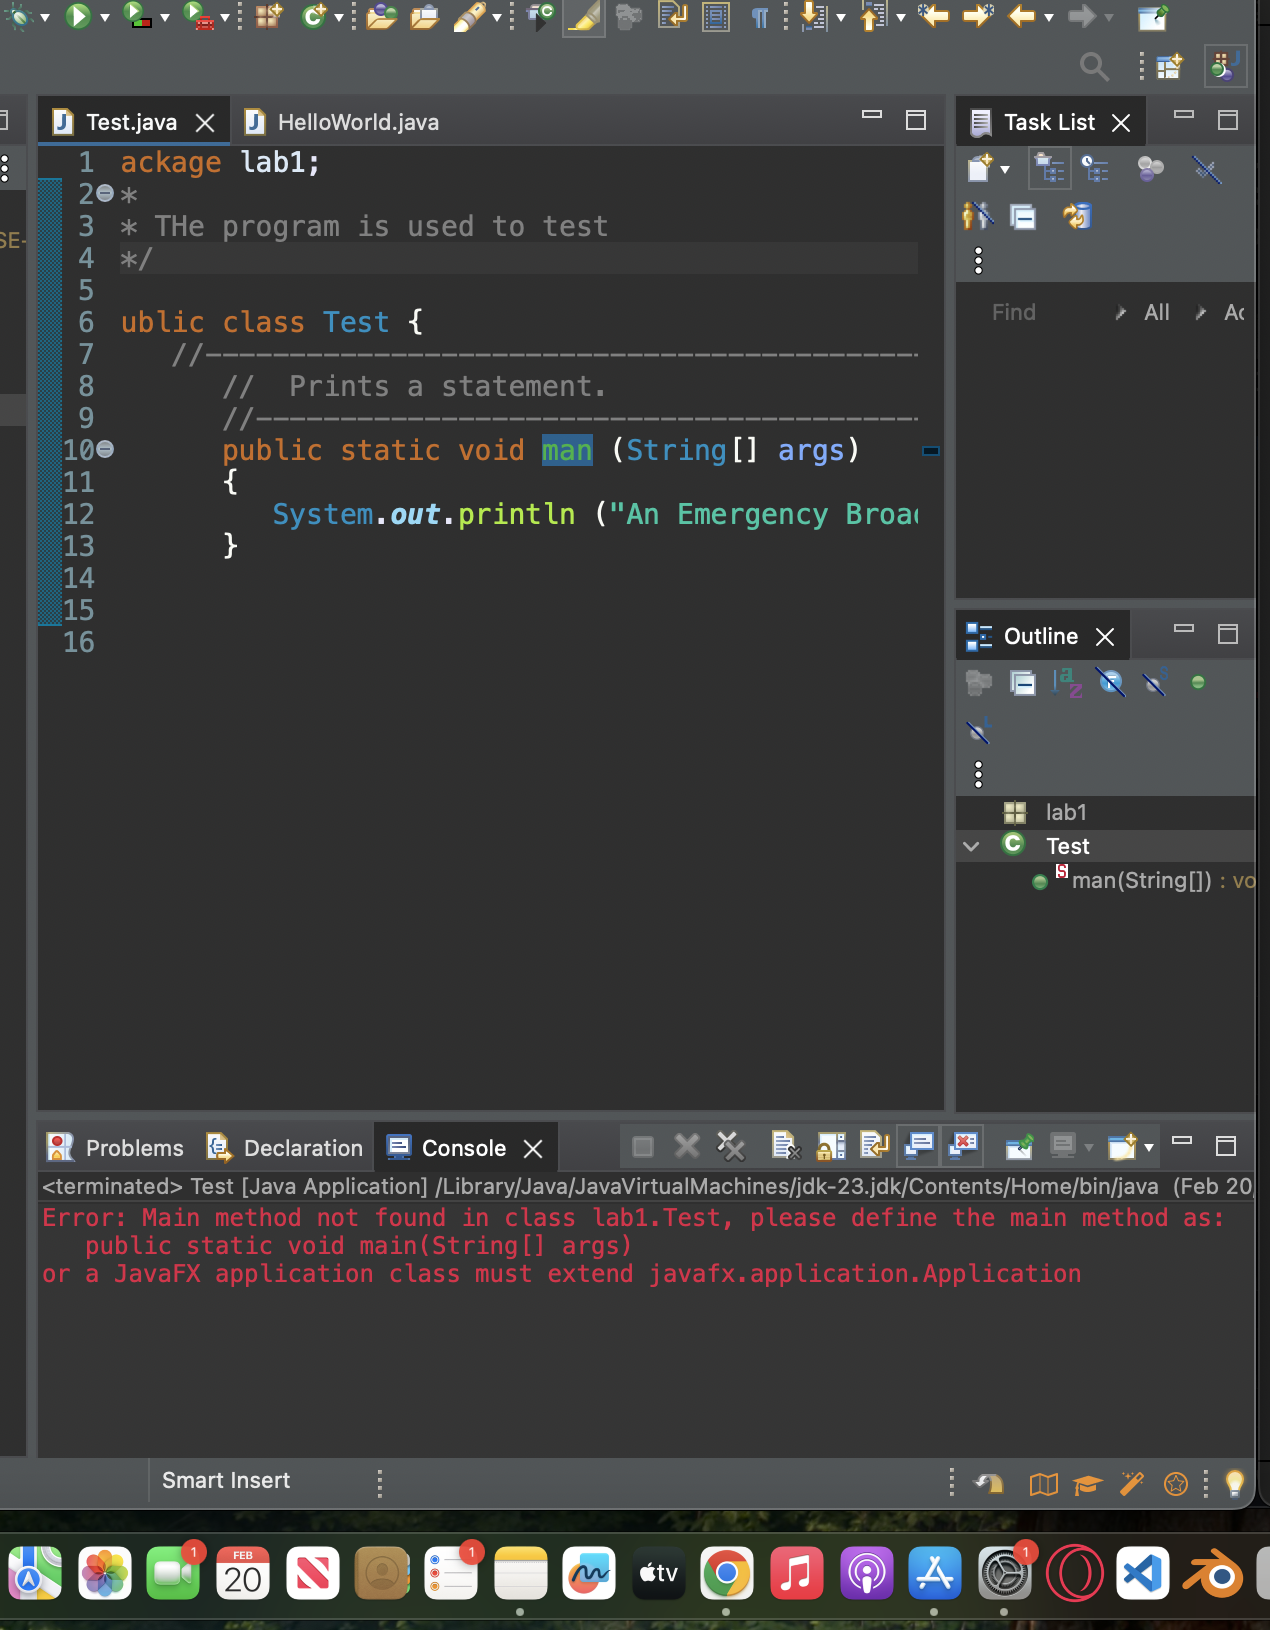 Test.java
HelloWorld.java
Task List
1 ackage lab1;
2 *
3 * THe program is used to test
4 */
5
6 ublic class Test {
7 //------------------------------------------
8 // Prints a statement.
9 //---------------------------------------
10 public static void man (String[] args)
11 {
12 System.out.println ("An Emergency Broad
13 }
14
15
16
SE-
Find
All
Ac
Outline
lab1
Test
man(String[]) : vo
Problems
Declaration
Console
<terminated> Test [Java Application] /Library/Java/JavaVirtualMachines/jdk-23.jdk/Contents/Home/bin/java (Feb 20,
Error: Main method not found in class lab1.Test, please define the main method as:
public static void main(String[] args)
or a JavaFX application class must extend javafx.application.Application
Smart Insert
1
FEB
20
1
tv
1